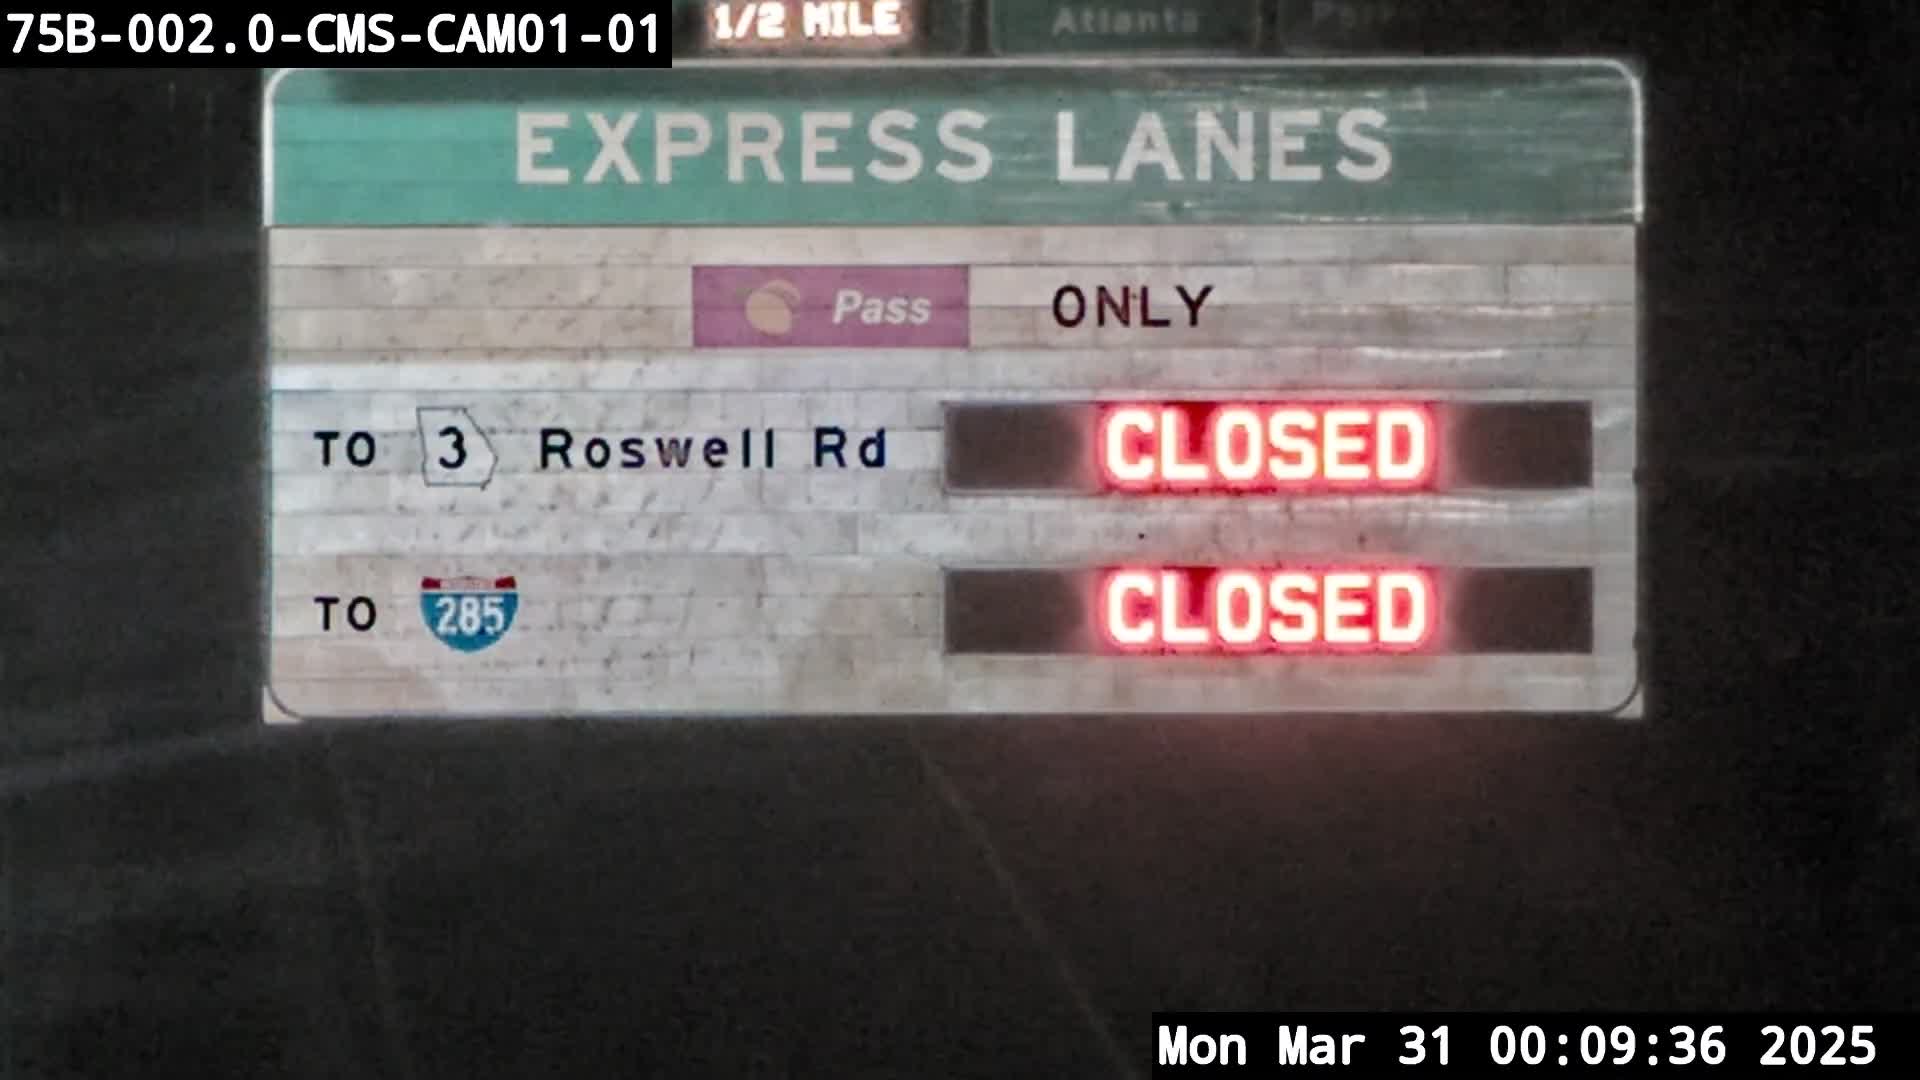 75B-002.0-CMS-CAM01-01
1/2 MILE
Atlanta
EXPRESS LANES
Pass ONLY
TO 3 Roswell Rd CLOSED
TO 285 CLOSED
Mon Mar 31 00:09:36 2025